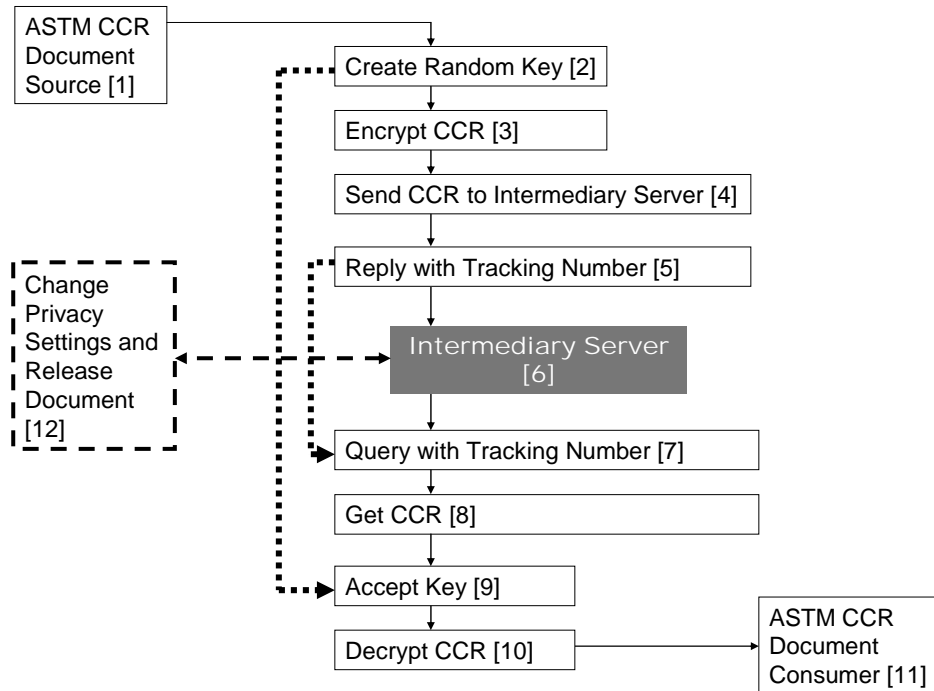 ASTM CCR
Document
Source [1]
Create Random Key [2]
Encrypt CCR [3]
Send CCR to Intermediary Server [4]
Reply with Tracking Number [5]
Change
Privacy
Settings and
Release
Document
[12]
Intermediary Server
[6]
Query with Tracking Number [7]
Get CCR [8]
Accept Key [9]
Decrypt CCR [10]
ASTM CCR
Document
Consumer [11]